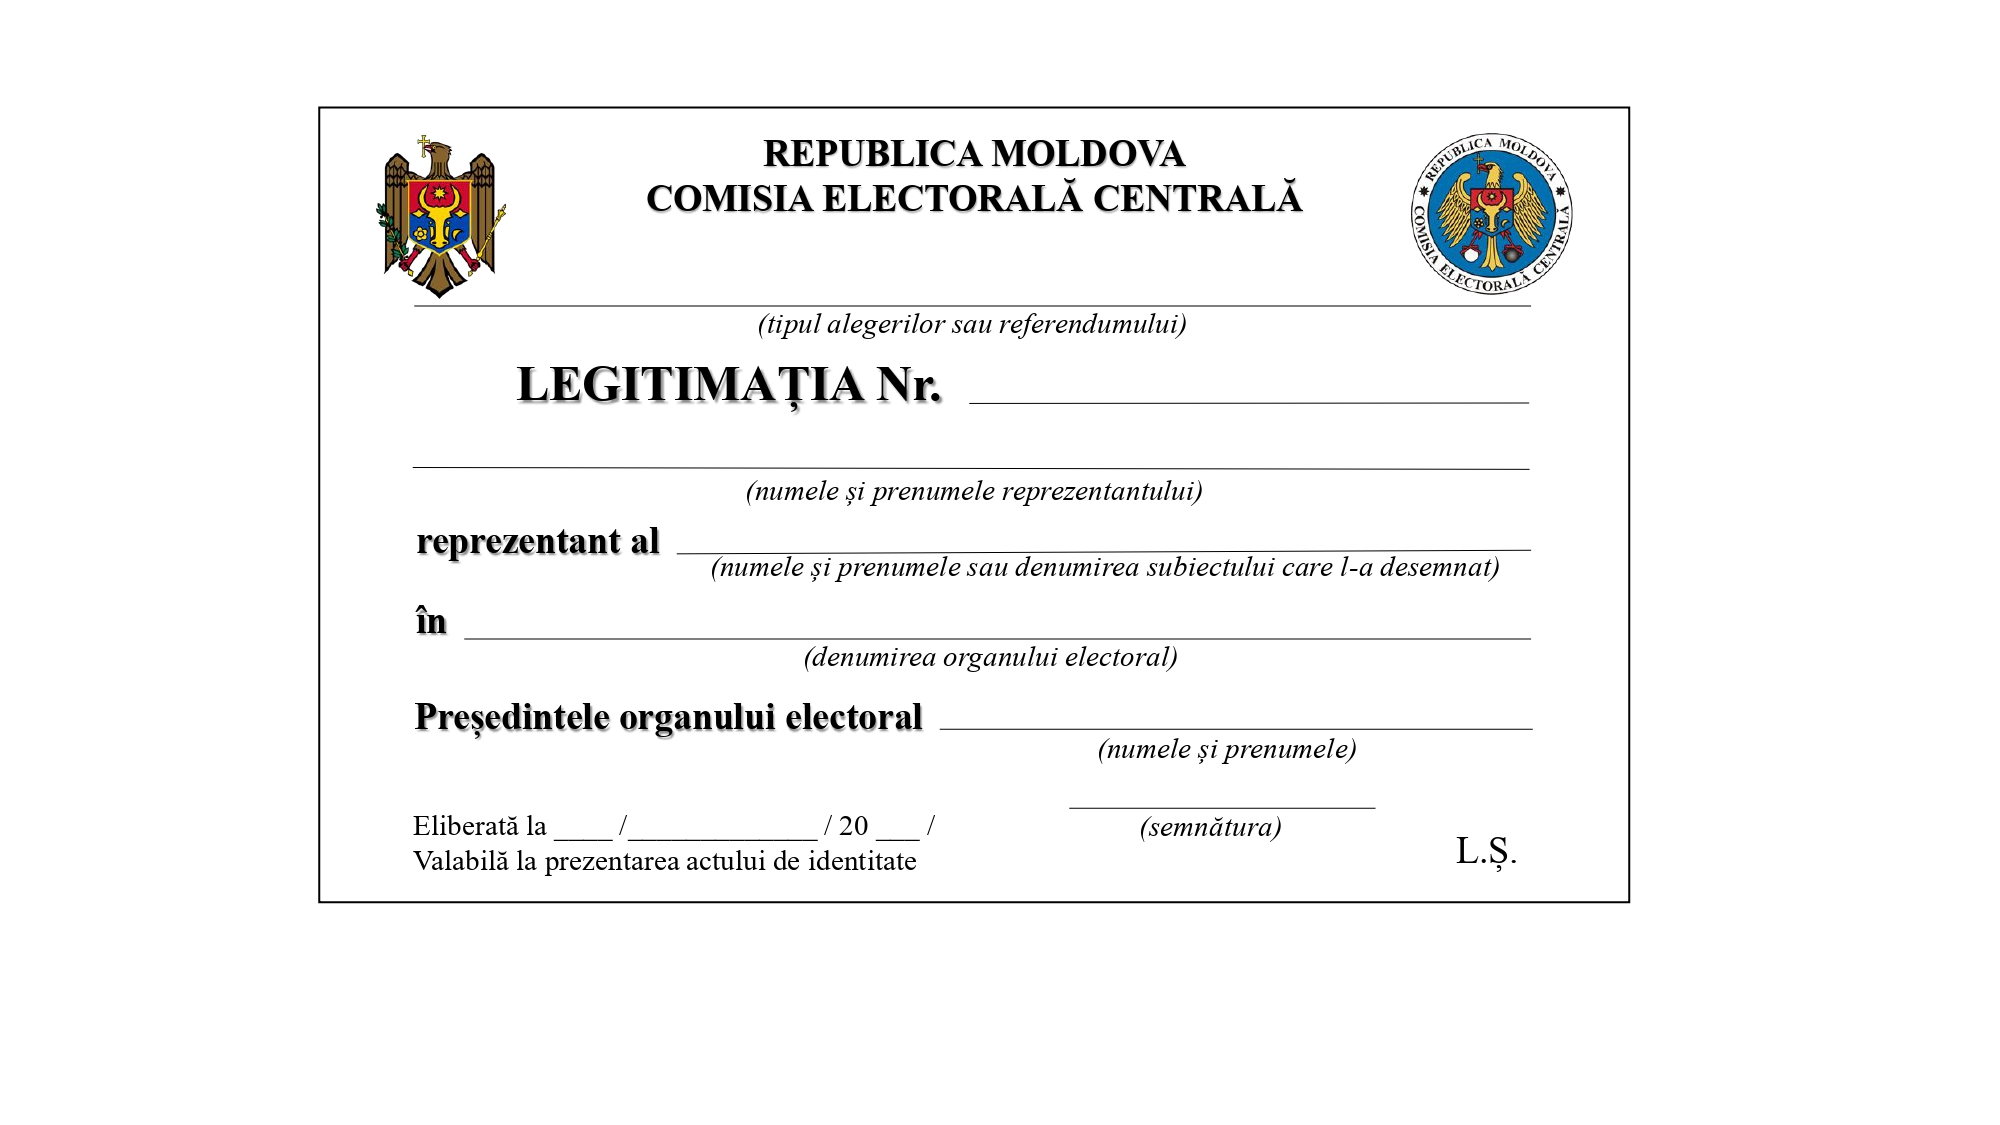 REPUBLICA MOLDOVA
COMISIA ELECTORALĂ CENTRALĂ
REPUBLICA MOLDOVA
COMISIA ELECTORALĂ CENTRALĂ
(tipul alegerilor sau referendumului)
LEGITIMAȚIA Nr.
(numele și prenumele reprezentantului)
reprezentant al
(numele și prenumele sau denumirea subiectului care l-a desemnat)
în
(denumirea organului electoral)
Președintele organului electoral
(numele și prenumele)
Eliberată la ____ /_____________ / 20 ___ /
(semnătura)
Valabilă la prezentarea actului de identitate
L.Ș.